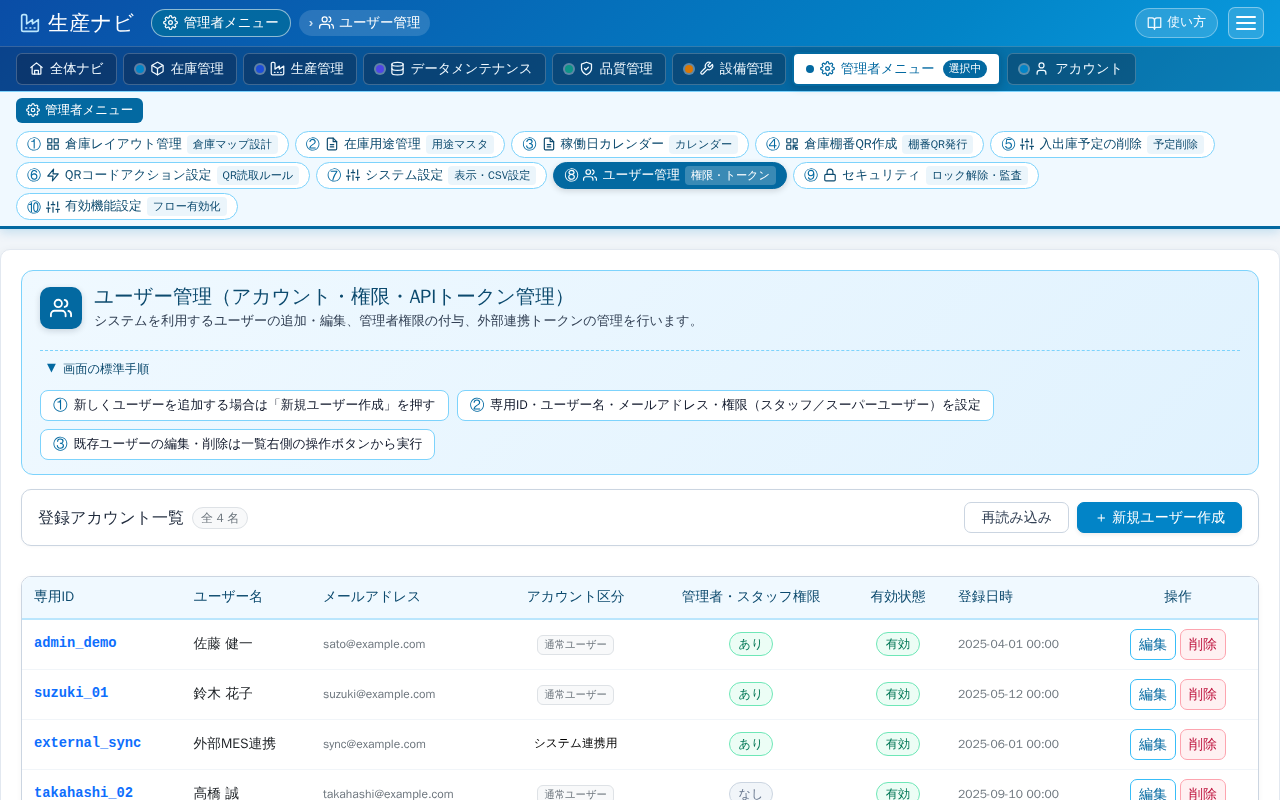 生産ナビ 管理者メニュー › ユーザー管理 使い方
全体ナビ 在庫管理 生産管理 データメンテナンス 品質管理 設備管理 管理者メニュー 選択中 アカウント
管理者メニュー
① 倉庫レイアウト管理 倉庫マップ設計 ② 在庫用途管理 用途マスタ ③ 稼働日カレンダー カレンダー ④ 倉庫棚番QR作成 棚番QR発行 ⑤ 入出庫予定の削除 予定削除
⑥ QRコードアクション設定 QR読取ルール ⑦ システム設定 表示・CSV設定 ⑧ ユーザー管理 権限・トークン ⑨ セキュリティ ロック解除・監査
⑩ 有効機能設定 フロー有効化
ユーザー管理（アカウント・権限・APIトークン管理）
システムを利用するユーザーの追加・編集、管理者権限の付与、外部連携トークンの管理を行います。
▼ 画面の標準手順
① 新しくユーザーを追加する場合は「新規ユーザー作成」を押す ② 専用ID・ユーザー名・メールアドレス・権限（スタッフ／スーパーユーザー）を設定
③ 既存ユーザーの編集・削除は一覧右側の操作ボタンから実行
登録アカウント一覧 全 4 名 再読み込み ＋ 新規ユーザー作成
専用ID ユーザー名 メールアドレス アカウント区分 管理者・スタッフ権限 有効状態 登録日時 操作
admin_demo 佐藤 健一 sato@example.com 通常ユーザー あり 有効 2025-04-01 00:00 編集 削除
suzuki_01 鈴木 花子 suzuki@example.com 通常ユーザー あり 有効 2025-05-12 00:00 編集 削除
external_sync 外部MES連携 sync@example.com システム連携用 あり 有効 2025-06-01 00:00 編集 削除
takahashi_02 高橋 誠 takahashi@example.com 通常ユーザー なし 有効 2025-09-10 00:00 編集 削除